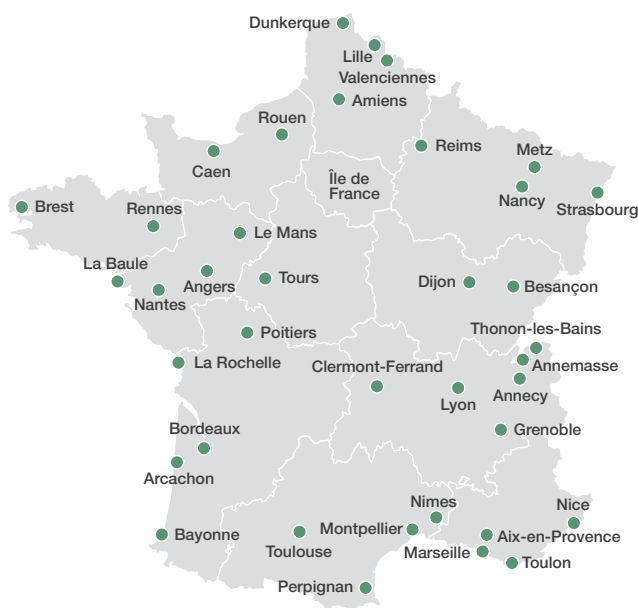 Dunkerque
Lille
Valenciennes
Amiens
Rouen
Reims
Caen
Metz
Île de
France
Nancy
Strasbourg
Brest
Rennes
Le Mans
La Baule
Angers
Tours
Dijon
Besançon
Nantes
Thonon-les-Bains
Poitiers
La Rochelle
Clermont-Ferrand
Annemasse
Annecy
Lyon
Grenoble
Bordeaux
Arcachon
Nimes
Nice
Bayonne
Montpellier
Aix-en-Provence
Toulouse
Marseille
Toulon
Perpignan